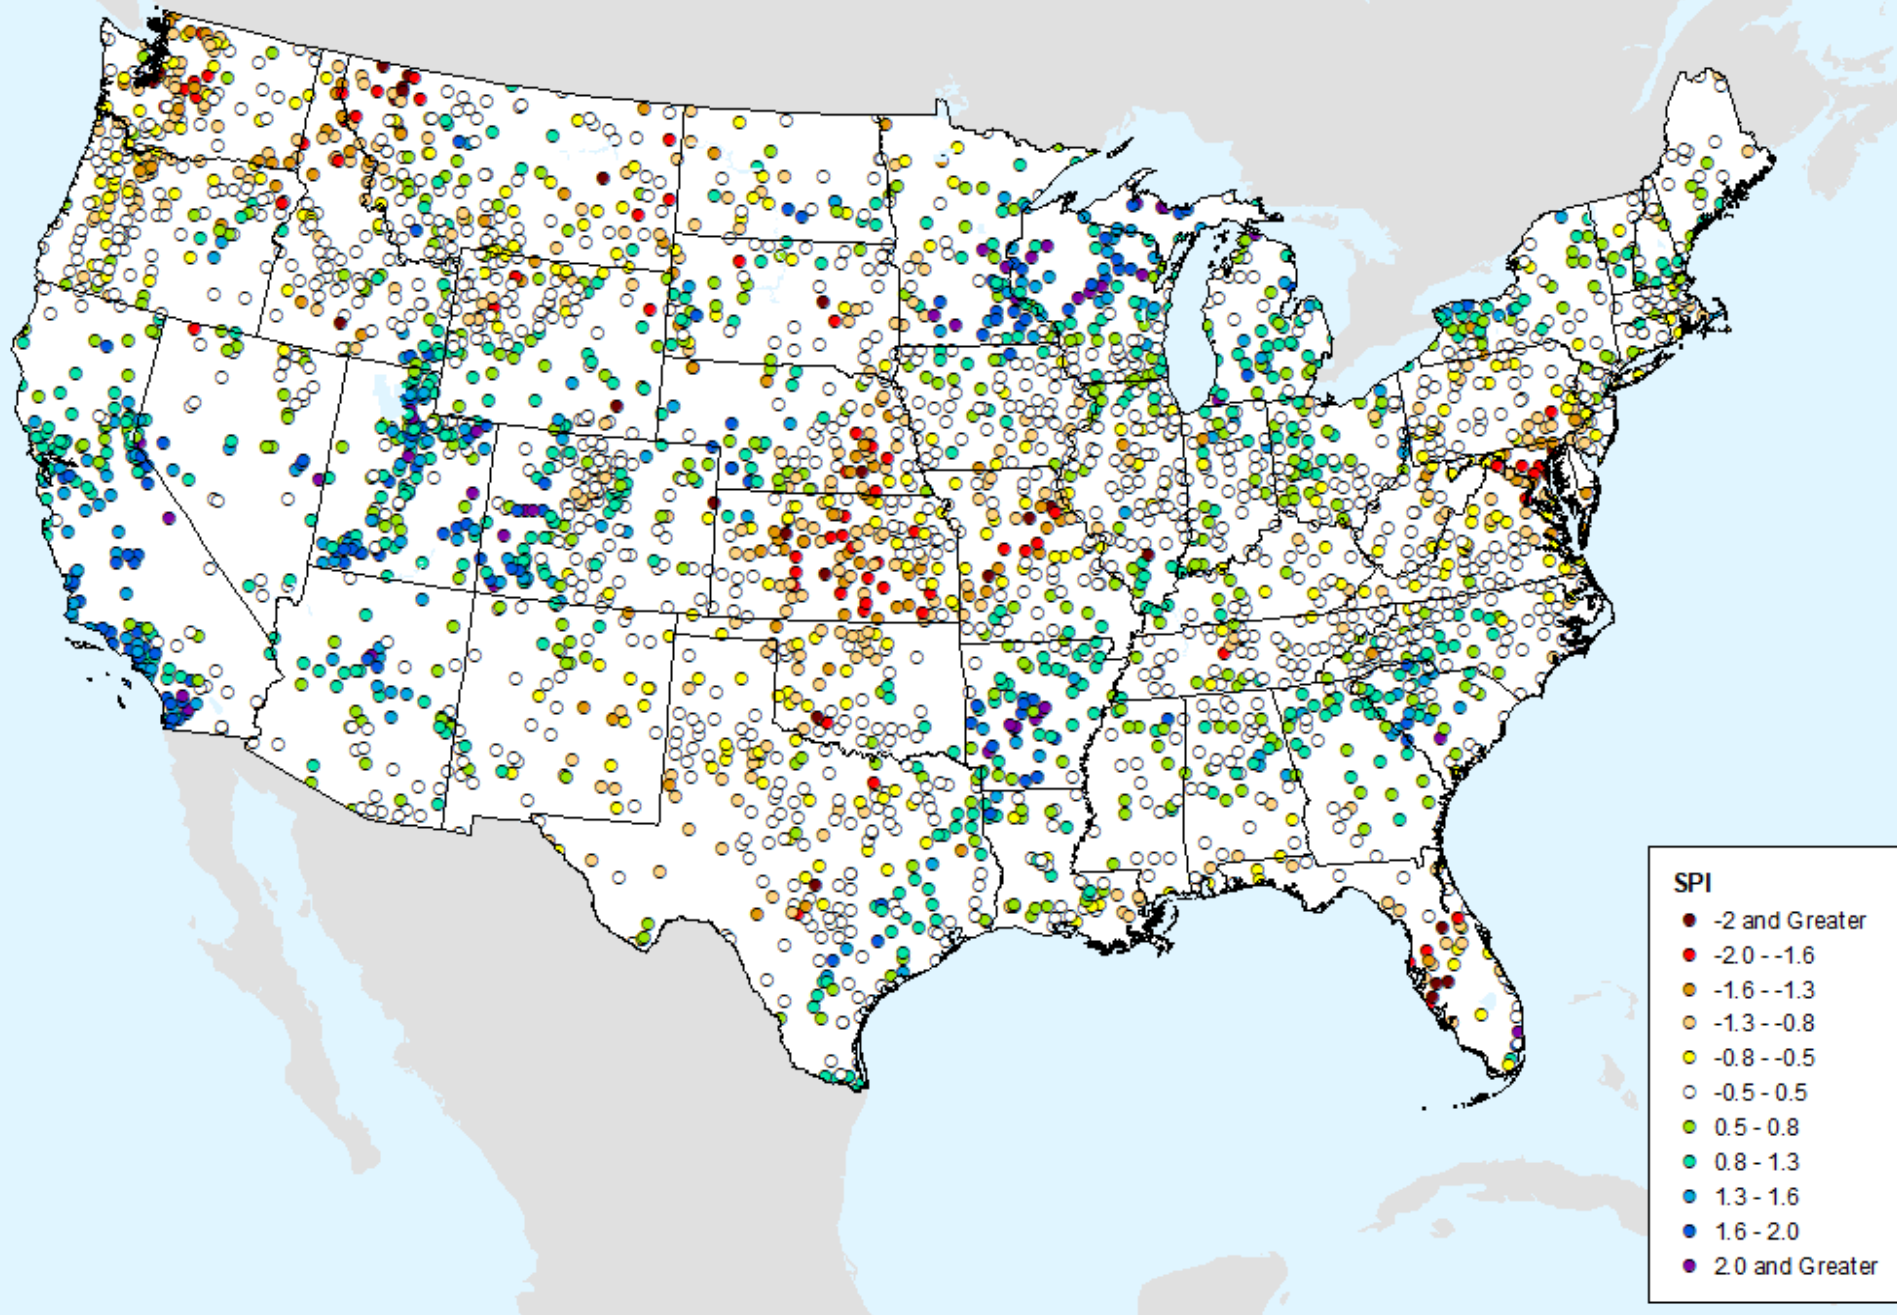 SPI
-2 and Greater
-2.0 - -1.6
-1.6 - -1.3
-1.3 - -0.8
-0.8 - -0.5
-0.5 - 0.5
0.5 - 0.8
0.8 - 1.3
1.3 - 1.6
1.6 - 2.0
2.0 and Greater